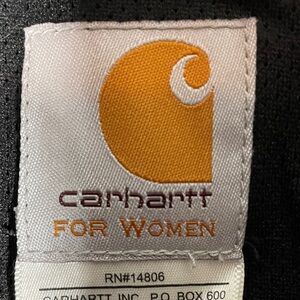 carhartt
FOR WOMEN
RN#14806
CARHARTT, INC. P.O. BOX 600